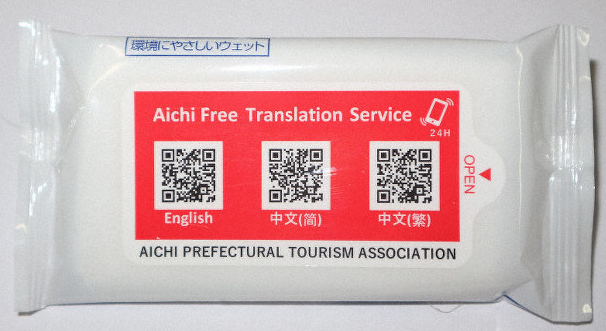 環境にやさしいウェット
Aichi Free Translation Service
24H
OPEN
English
中文(简)
中文(繁)
AICHI PREFECTURAL TOURISM ASSOCIATION